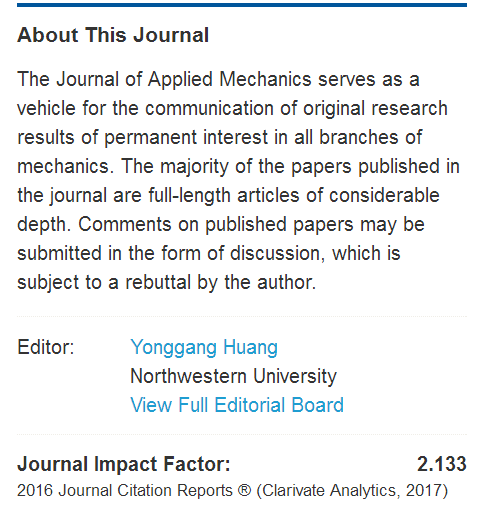 About This Journal
The Journal of Applied Mechanics serves as a
vehicle for the communication of original research
results of permanent interest in all branches of
mechanics. The majority of the papers published in
the journal are full-length articles of considerable
depth. Comments on published papers may be
submitted in the form of discussion, which is
subject to a rebuttal by the author.
Editor: Yonggang Huang
Northwestern University
View Full Editorial Board
Journal Impact Factor: 2.133
2016 Journal Citation Reports ® (Clarivate Analytics, 2017)